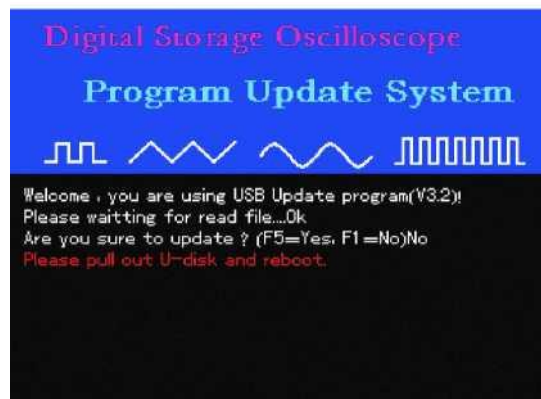 Digital Storage Oscilloscope
Program Update System
Welcome , you are using USB Update program(V3.2)!
Please waitting for read file....Ok
Are you sure to update ? (F5=Yes, F1=No)No
Please pull out U-disk and reboot.